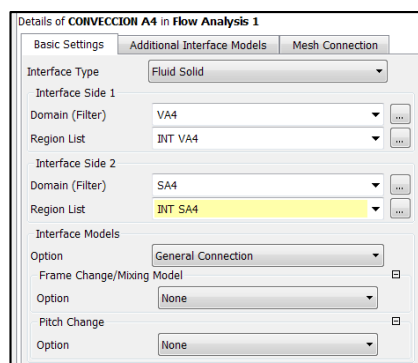 Details of CONVECCION A4 in Flow Analysis 1
Basic Settings Additional Interface Models Mesh Connection
Interface Type Fluid Solid
Interface Side 1
Domain (Filter) VA4 ...
Region List INT VA4 ...
Interface Side 2
Domain (Filter) SA4 ...
Region List INT SA4 ...
Interface Models
Option General Connection
Frame Change/Mixing Model
Option None
Pitch Change
Option None